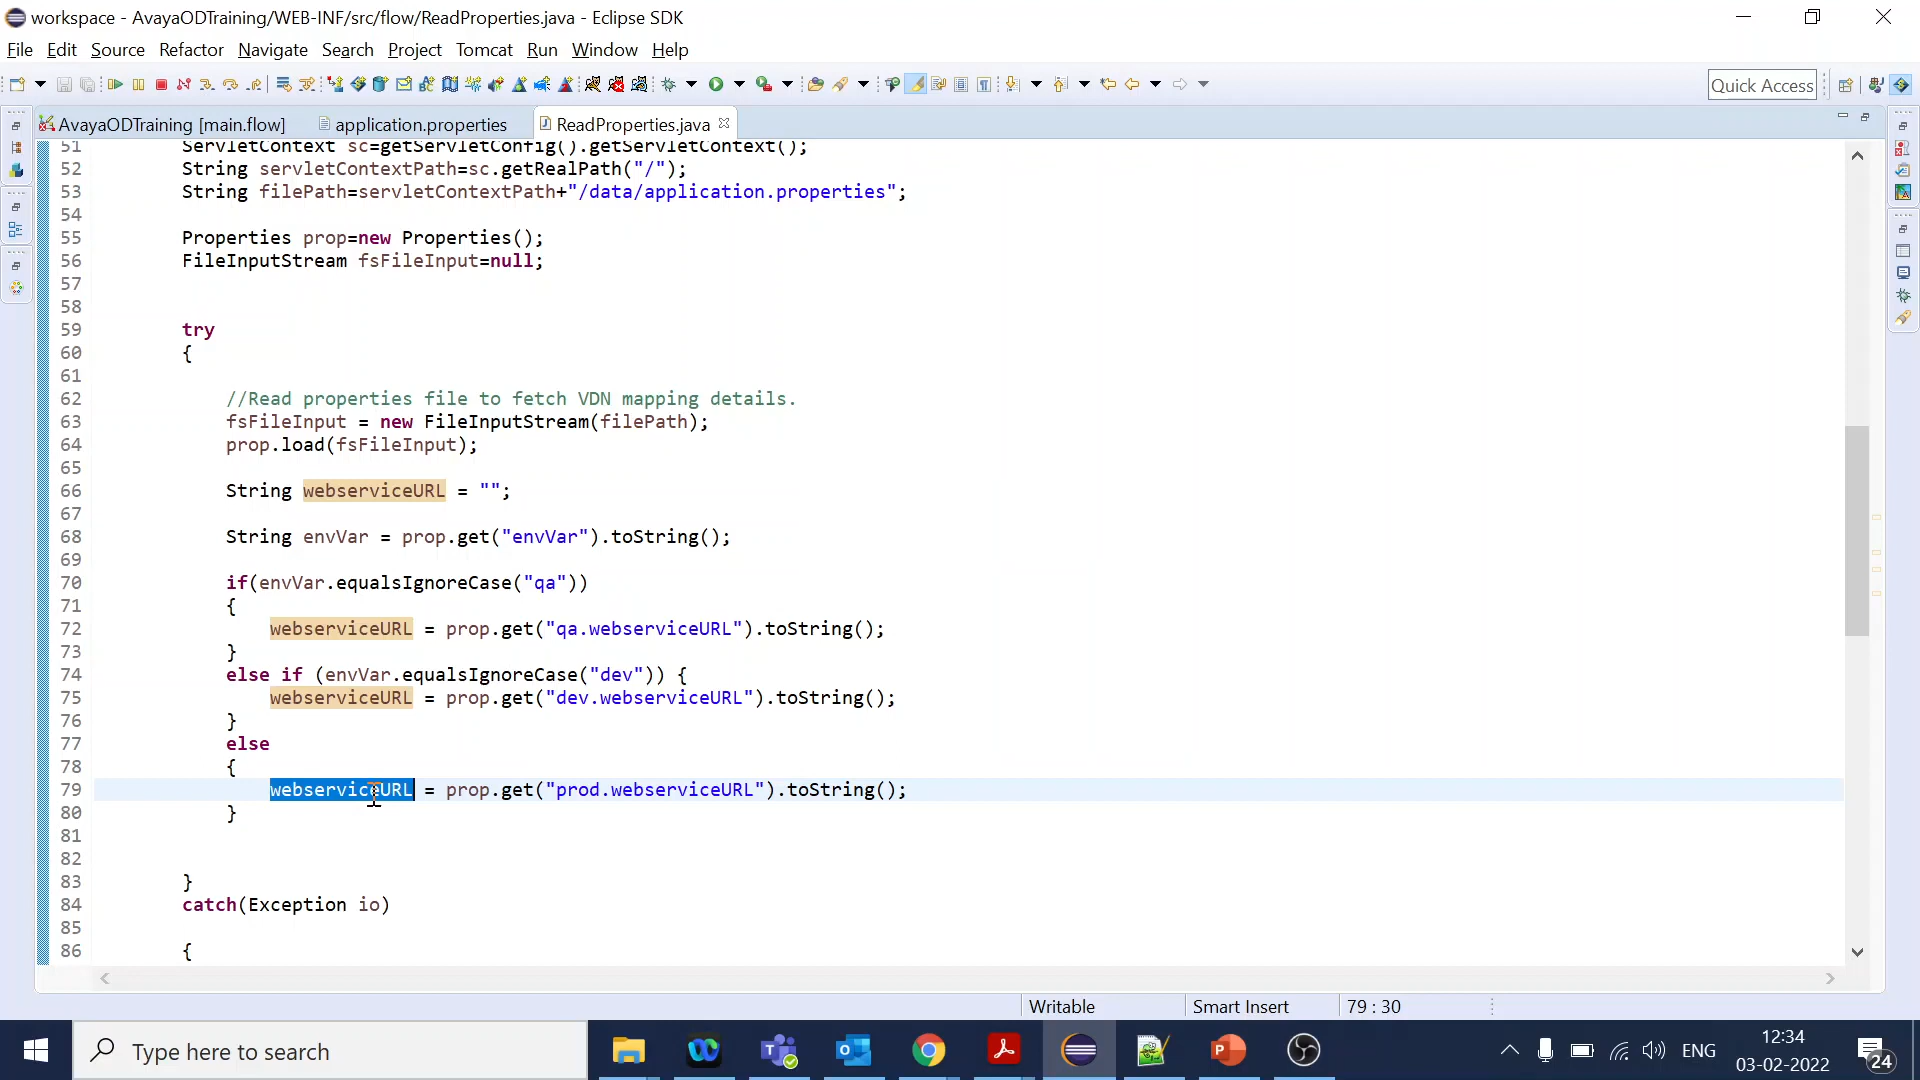 workspace - AvayaODTraining/WEB-INF/src/flow/ReadProperties.java - Eclipse SDK
File Edit Source Refactor Navigate Search Project Tomcat Run Window Help
Quick Access
AvayaODTraining [main.flow] application.properties ReadProperties.java
51 ServletContext sc=getServletConfig().getServletContext();
52 String servletContextPath=sc.getRealPath("/");
53 String filePath=servletContextPath+"/data/application.properties";
54
55 Properties prop=new Properties();
56 FileInputStream fsFileInput=null;
57
58
59 try
60 {
61
62 //Read properties file to fetch VDN mapping details.
63 fsFileInput = new FileInputStream(filePath);
64 prop.load(fsFileInput);
65
66 String webserviceURL = "";
67
68 String envVar = prop.get("envVar").toString();
69
70 if(envVar.equalsIgnoreCase("qa"))
71 {
72 webserviceURL = prop.get("qa.webserviceURL").toString();
73 }
74 else if (envVar.equalsIgnoreCase("dev")) {
75 webserviceURL = prop.get("dev.webserviceURL").toString();
76 }
77 else
78 {
79 webserviceURL = prop.get("prod.webserviceURL").toString();
80 }
81
82
83 }
84 catch(Exception io)
85
86 {
Writable Smart Insert 79 : 30
Type here to search
ENG
12:34
03-02-2022
24